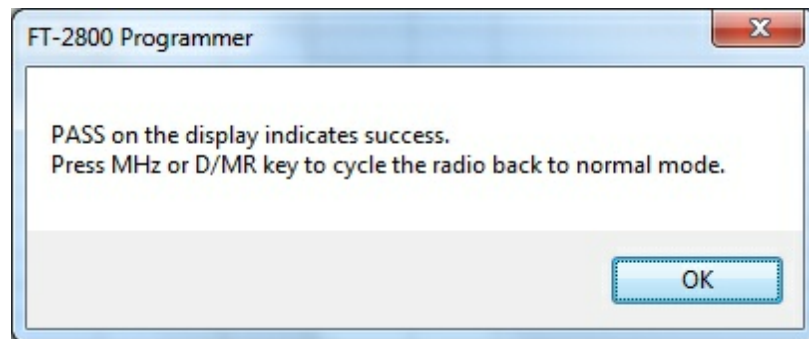 FT-2800 Programmer
PASS on the display indicates success.
Press MHz or D/MR key to cycle the radio back to normal mode.
OK